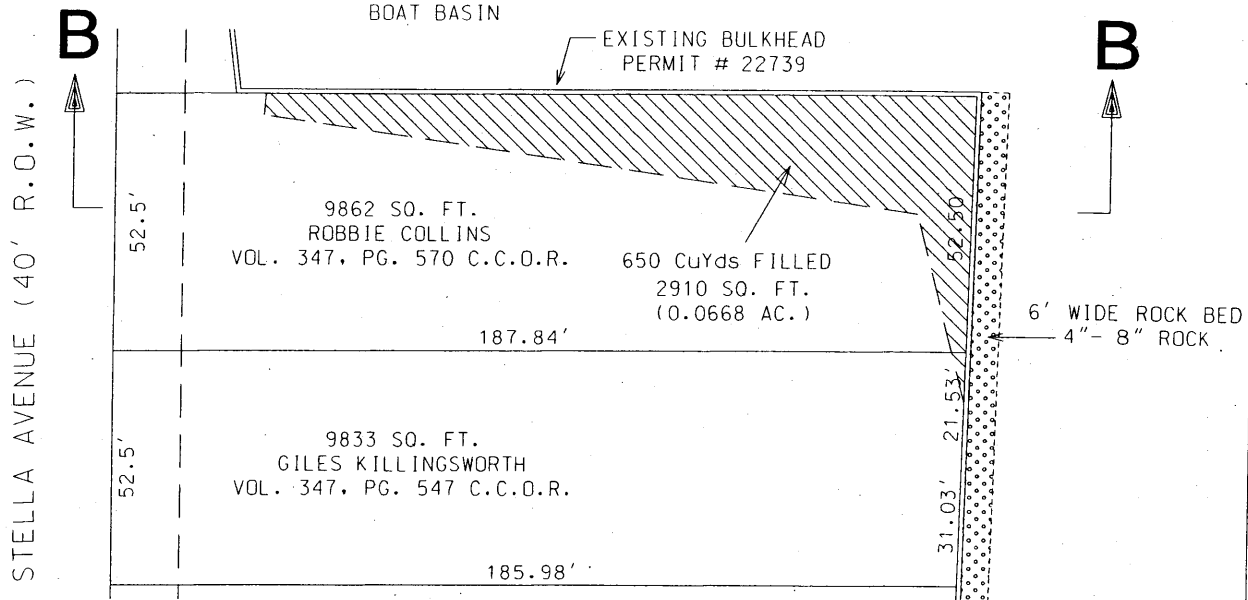 BOAT BASIN
B
B
EXISTING BULKHEAD
PERMIT # 22739
STELLA AVENUE (40' R.O.W.)
52.5'
9862 SQ. FT.
ROBBIE COLLINS
VOL. 347, PG. 570 C.C.O.R.
650 CuYds FILLED
2910 SQ. FT.
(0.0668 AC.)
52.50'
6' WIDE ROCK BED
4"- 8" ROCK
187.84'
21.53'
52.5'
9833 SQ. FT.
GILES KILLINGSWORTH
VOL. 347, PG. 547 C.C.O.R.
31.03'
185.98'